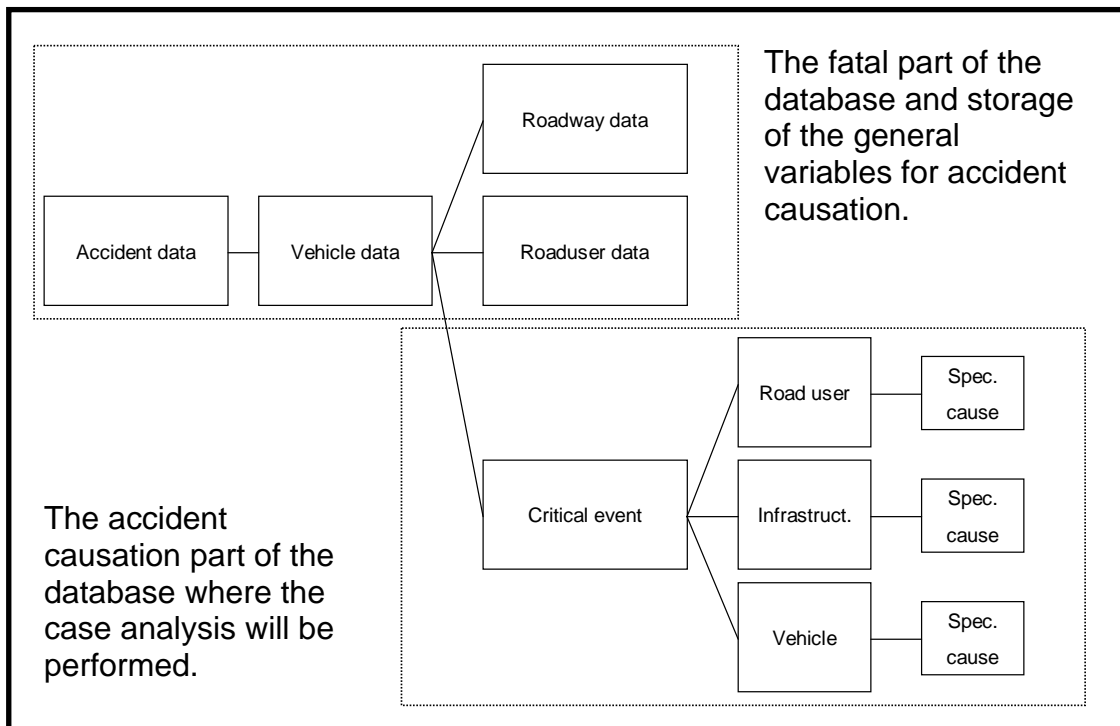 Roadway data
The fatal part of the
database and storage
of the general
variables for accident
causation.
Accident data
Vehicle data
Roaduser data
Road user
Spec.
cause
Critical event
Infrastruct.
Spec.
cause
Vehicle
Spec.
cause
The accident
causation part of the
database where the
case analysis will be
performed.